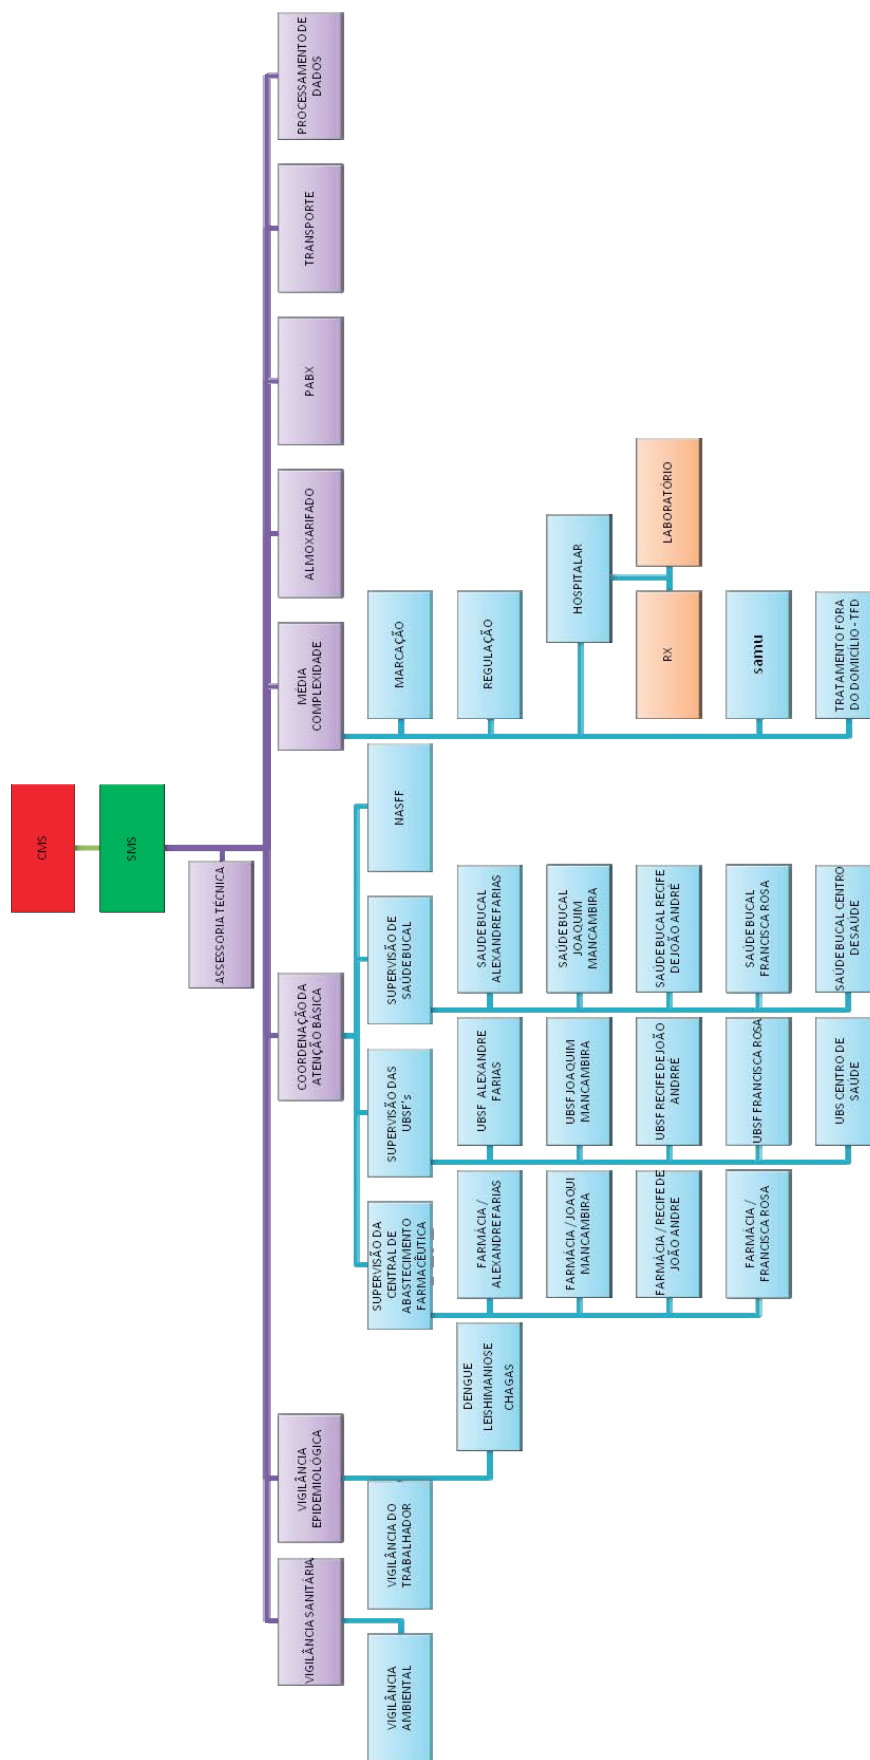 CMS
SMS
ASSESSORIA TÉCNICA
VIGILÂNCIA SANITÁRIA
VIGILÂNCIA
AMBIENTAL
VIGILÂNCIA
EPIDEMIOLÓGICA
VIGILÂNCIA DO
TRABALHADOR
DENGUE
LEISHIMANIOSE
CHAGAS
COORDENAÇÃO DA
ATENÇÃO BÁSICA
SUPERVISÃO DA
CENTRAL DE
ABASTECIMENTO
FARMACÊUTICA
FARMÁCIA /
ALEXANDRE FARIAS
FARMÁCIA / JOAQUI
MANCAMBIRA
FARMÁCIA / RECIFE DE
JOÃO ANDRÉ
FARMÁCIA /
FRANCISCA ROSA
SUPERVISÃO DAS
UBSF's
UBSF ALEXANDRE
FARIAS
UBSF JOAQUIM
MANCAMBIRA
UBSF RECIFE DE JOÃO
ANDRRÉ
UBSF FRANCISCA ROSA
UBS CENTRO DE
SAÚDE
SUPERVISÃO DE
SAÚDE BUCAL
SAÚDE BUCAL
ALEXANDRE FARIAS
SAÚDE BUCAL
JOAQUIM
MANCAMBIRA
SAÚDE BUCAL RECIFE
DE JOÃO ANDRÉ
SAÚDE BUCAL
FRANCISCA ROSA
SAÚDE BUCAL CENTRO
DE SAÚDE
NASFF
MÉDIA
COMPLEXIDADE
MARCAÇÃO
REGULAÇÃO
HOSPITALAR
RX
LABORATÓRIO
samu
TRATAMENTO FORA
DO DOMICÍLIO - TFD
ALMOXARIFADO
PABX
TRANSPORTE
PROCESSAMENTO DE
DADOS